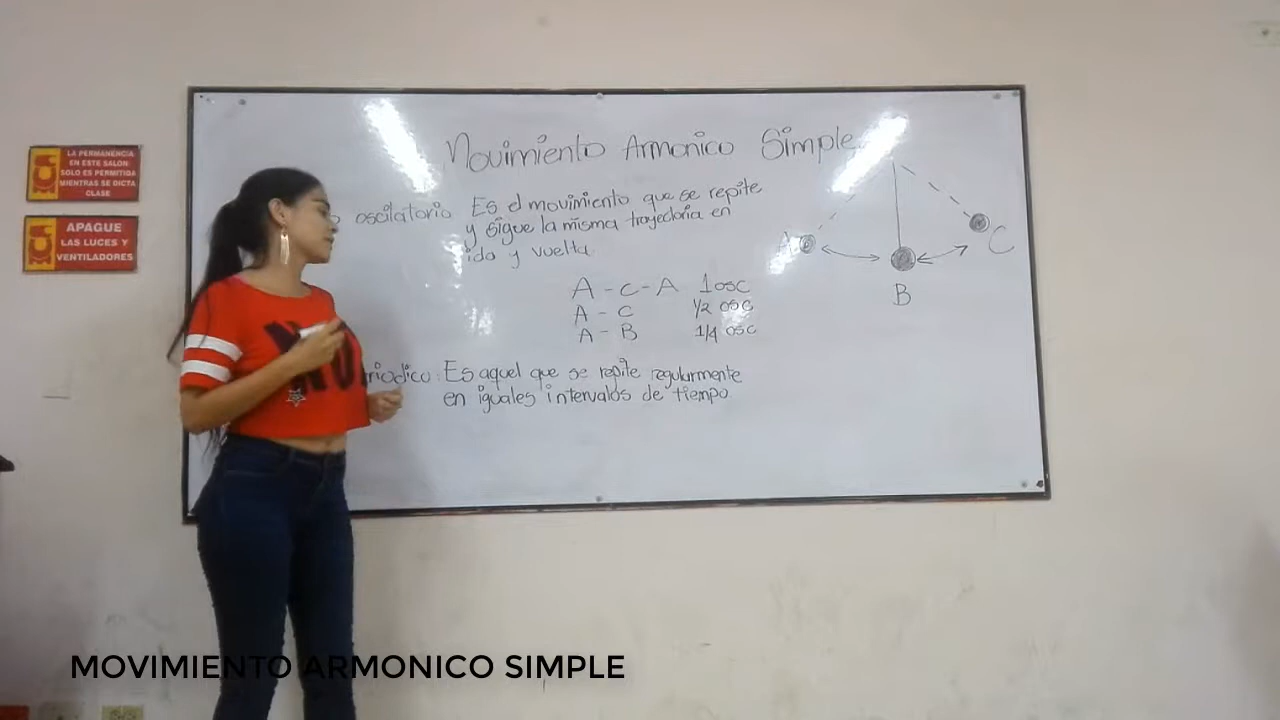 LA PERMANENCIA
EN ESTE SALON
SOLO ES PERMITIDA
MIENTRAS SE DICTA
CLASE
APAGUE
LAS LUCES Y
VENTILADORES
Movimiento Armonico Simple
oscilatorio Es el movimiento que se repite
y sigue la misma trayectoria en
ida y vuelta
A - C - A 1 osc
A - C 1/2 osc
A - B 1/4 osc
riodico: Es aquel que se repite regularmente
en iguales intervalos de tiempo
A
B
C
MOVIMIENTO ARMONICO SIMPLE